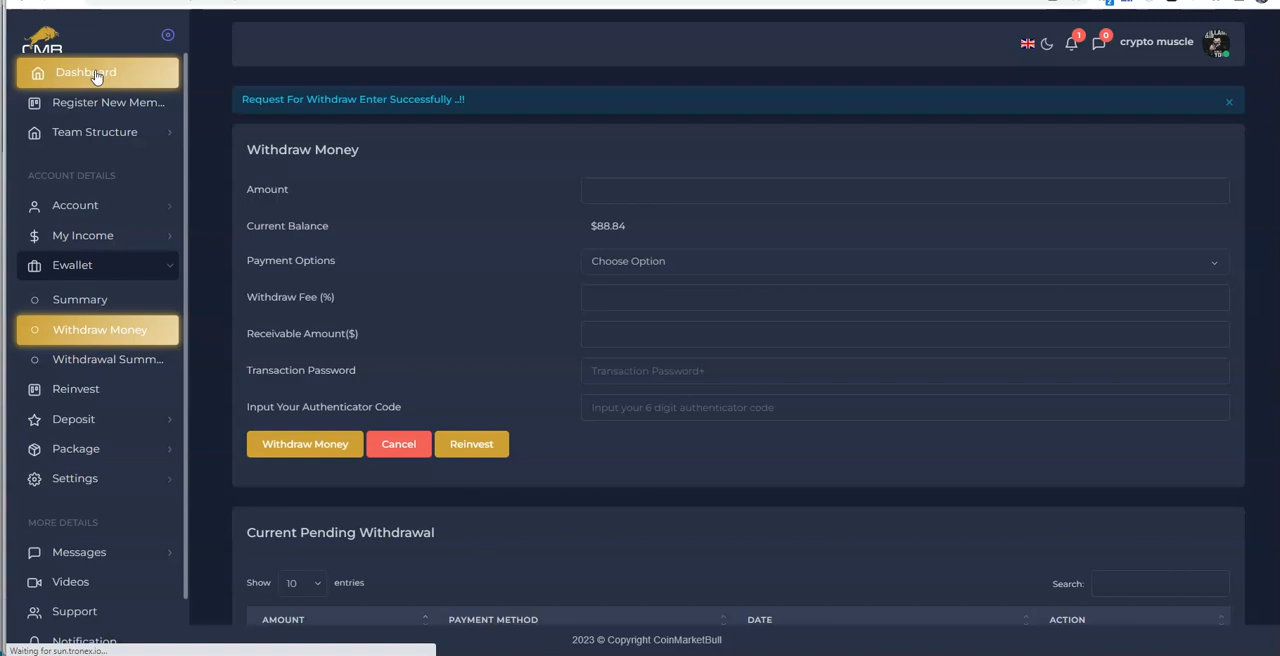 CMB
Dashboard
Register New Mem...
Team Structure
ACCOUNT DETAILS
Account
My Income
Ewallet
Summary
Withdraw Money
Withdrawal Summ...
Reinvest
Deposit
Package
Settings
MORE DETAILS
Messages
Videos
Support
Notification
Waiting for sun.tronex.io...
2
1
0
crypto muscle
Request For Withdraw Enter Successfully ..!!
Withdraw Money
Amount
Current Balance
$88.84
Payment Options
Choose Option
Withdraw Fee (%)
Receivable Amount($)
Transaction Password
Transaction Password+
Input Your Authenticator Code
Input your 6 digit authenticator code
Withdraw Money Cancel Reinvest
Current Pending Withdrawal
Show 10 entries
Search:
AMOUNT PAYMENT METHOD DATE ACTION
2023 © Copyright CoinMarketBull